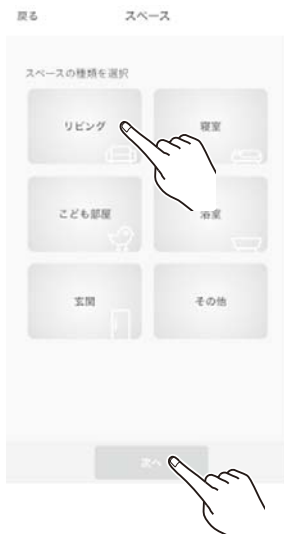 戻る スペース
スペースの種類を選択
リビング 寝室
こども部屋 浴室
玄関 その他
次へ